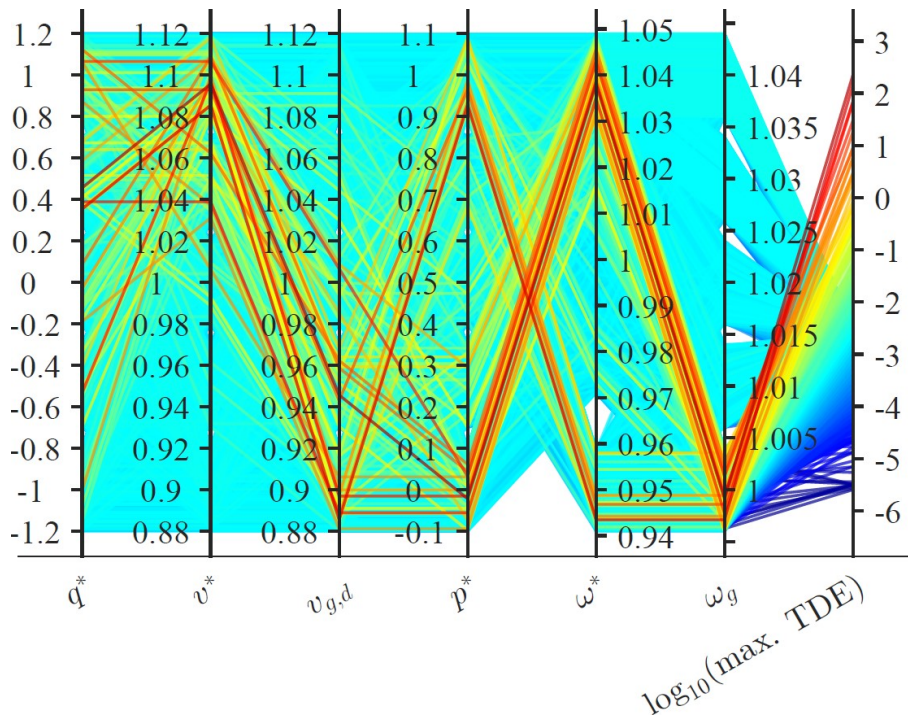 1.2 1.12 1.12 1.1 1.05 3
1 1.1 1.1 1 1.04 1.04 2
0.8 1.08 1.08 0.9 1.03 1.035 1
0.6 1.06 1.06 0.8 1.02 1.03 0
0.4 1.04 1.04 0.7 1.01 1.025 -1
0.2 1.02 1.02 0.6 1 1.02 -2
0 1 1 0.5 0.99 1.015 -3
-0.2 0.98 0.98 0.4 0.98 1.01 -4
-0.4 0.96 0.96 0.3 0.97 1.005 -5
-0.6 0.94 0.94 0.2 0.96 1 -6
-0.8 0.92 0.92 0.1 0.95
-1 0.9 0.9 0 0.94
-1.2 0.88 0.88 -0.1
q* v* v_{g,d} p* ω* ω_g log₁₀(max. TDE)